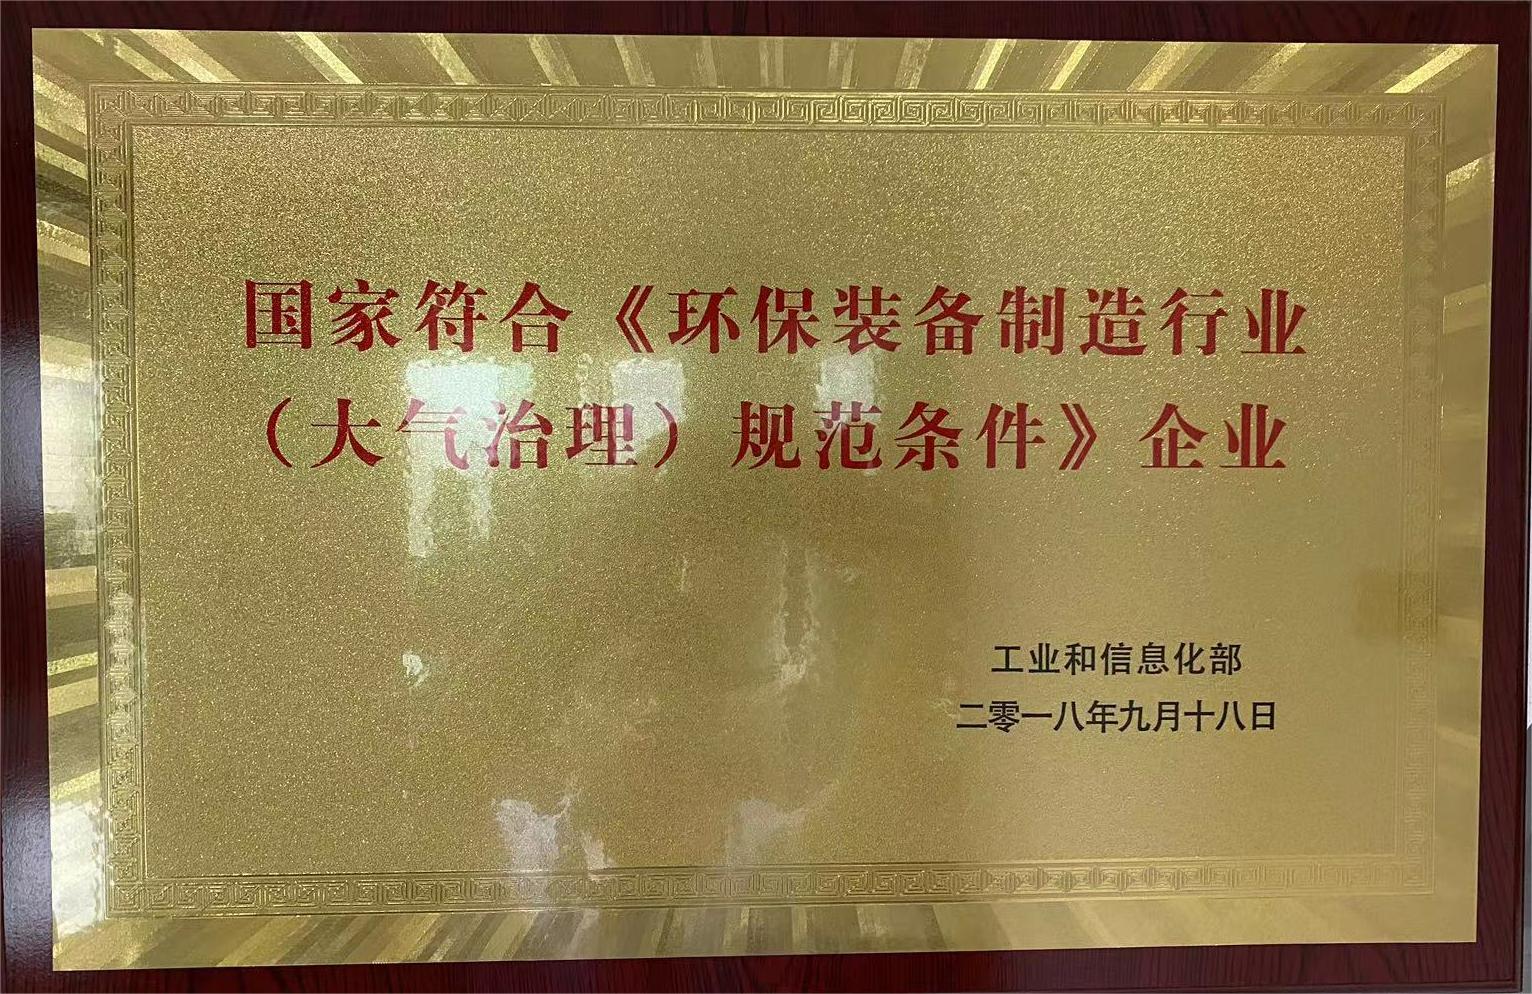 国家符合《环保装备制造行业
（大气治理）规范条件》企业
工业和信息化部
二零一八年九月十八日